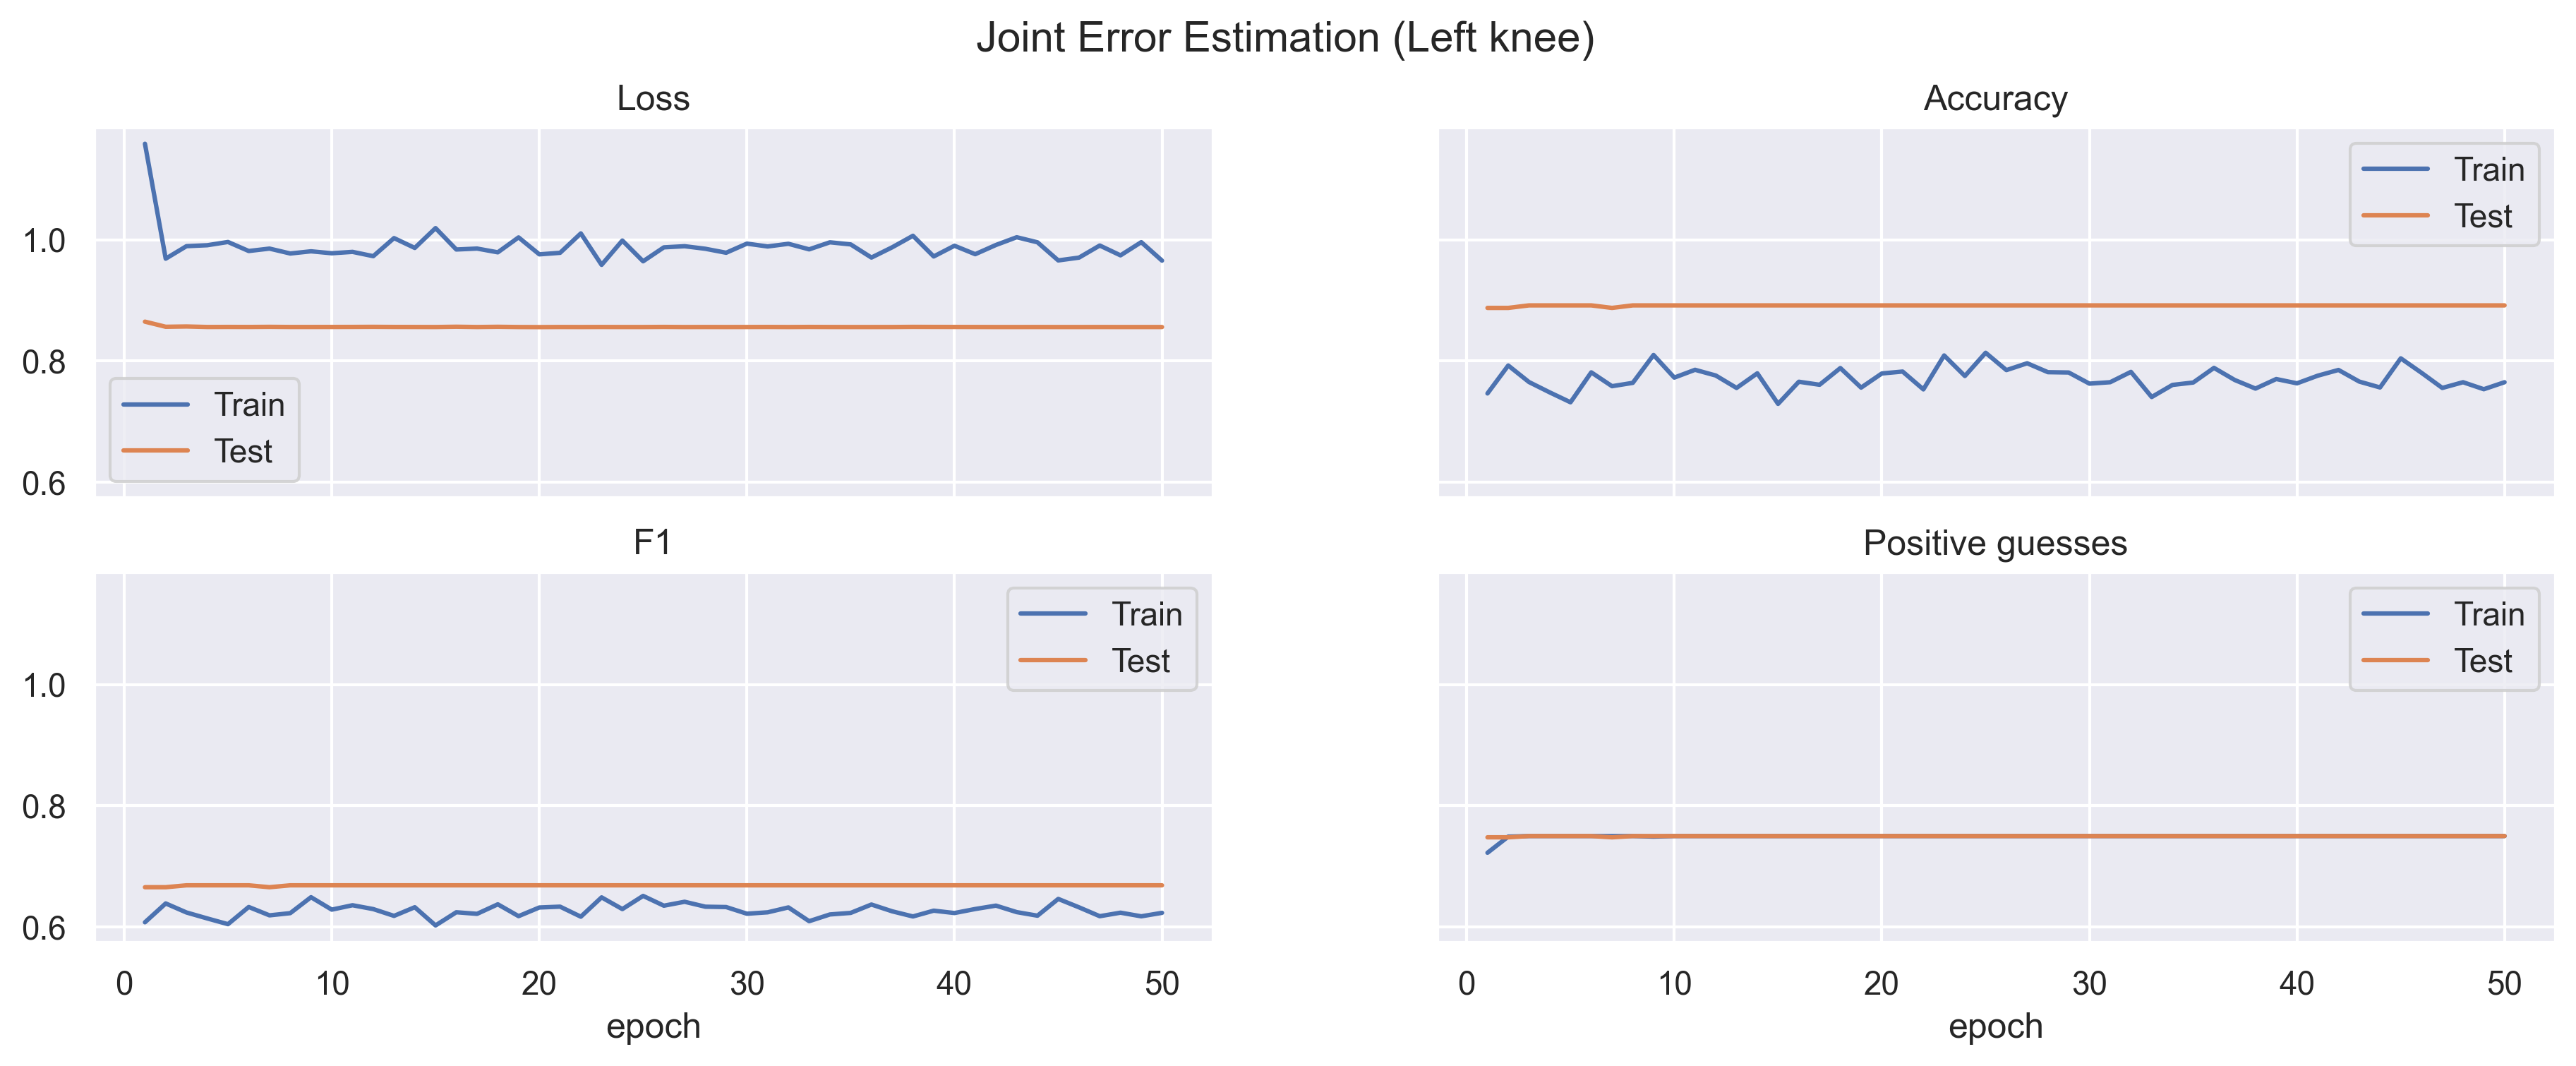 Joint Error Estimation (Left knee)
Loss
1.0
0.8
0.6
Train
Test
Accuracy
Train
Test
F1
1.0
0.8
0.6
Train
Test
0 10 20 30 40 50
epoch
Positive guesses
Train
Test
0 10 20 30 40 50
epoch